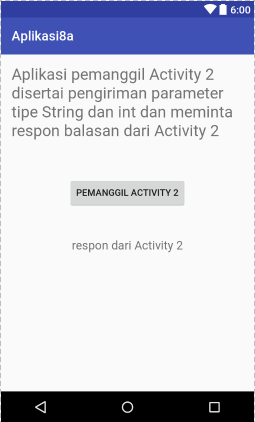 6:00
Aplikasi8a
Aplikasi pemanggil Activity 2
disertai pengiriman parameter
tipe String dan int dan meminta
respon balasan dari Activity 2
PEMANGGIL ACTIVITY 2
respon dari Activity 2